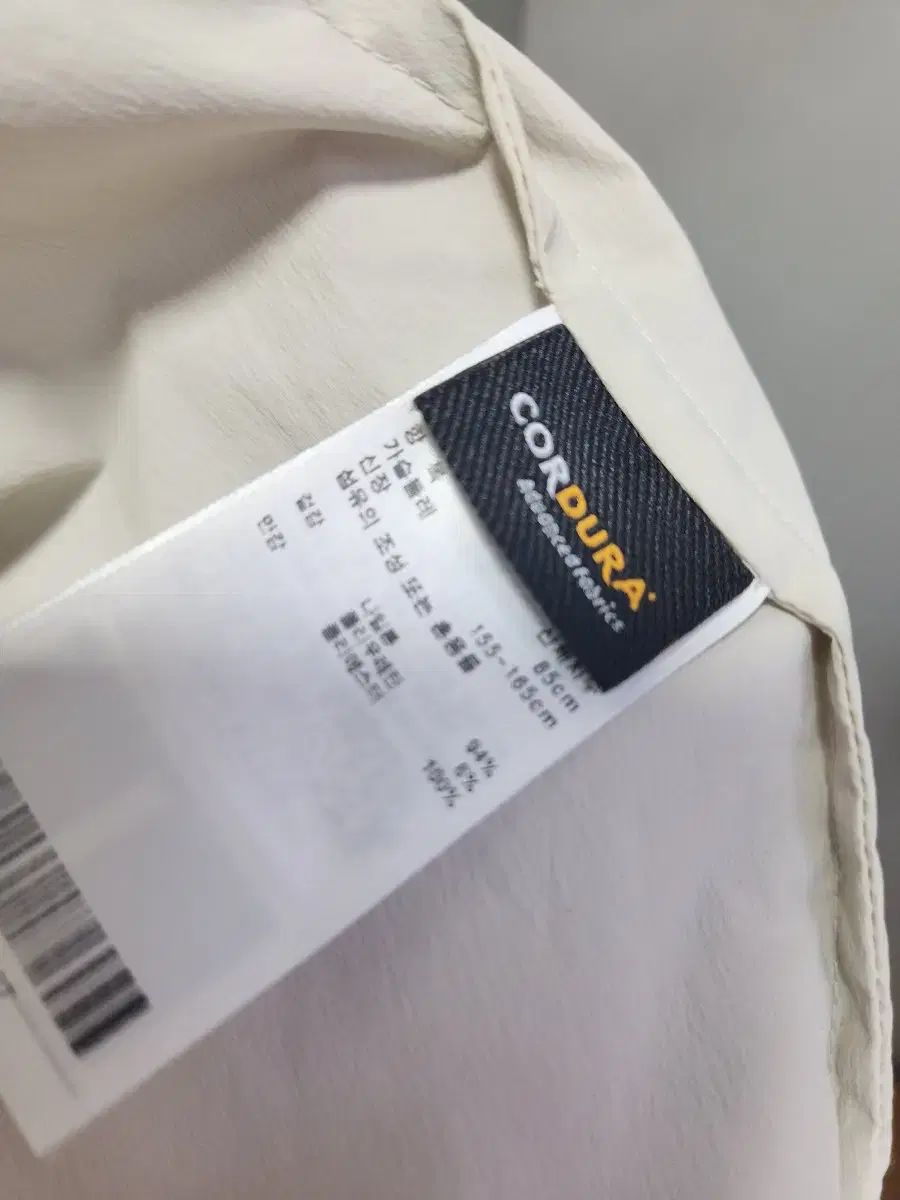 CORDURA
Advanced Fabrics
가슴둘레 85cm
신장 155~165cm
섬유의 조성 또는 혼용률
겉감 나일론 94%
폴리우레탄 6%
안감 폴리에스터 100%